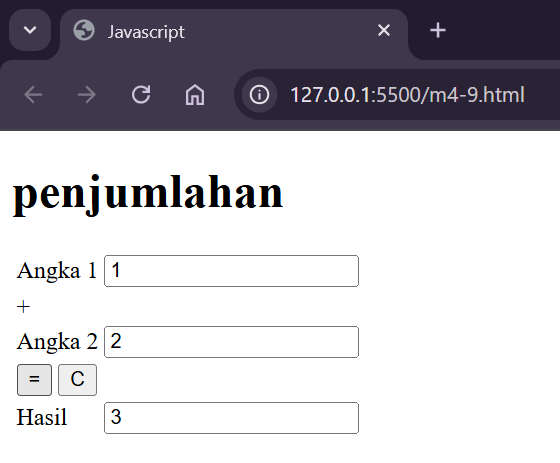 Javascript
127.0.0.1:5500/m4-9.html
penjumlahan
Angka 1 1
+
Angka 2 2
= C
Hasil 3